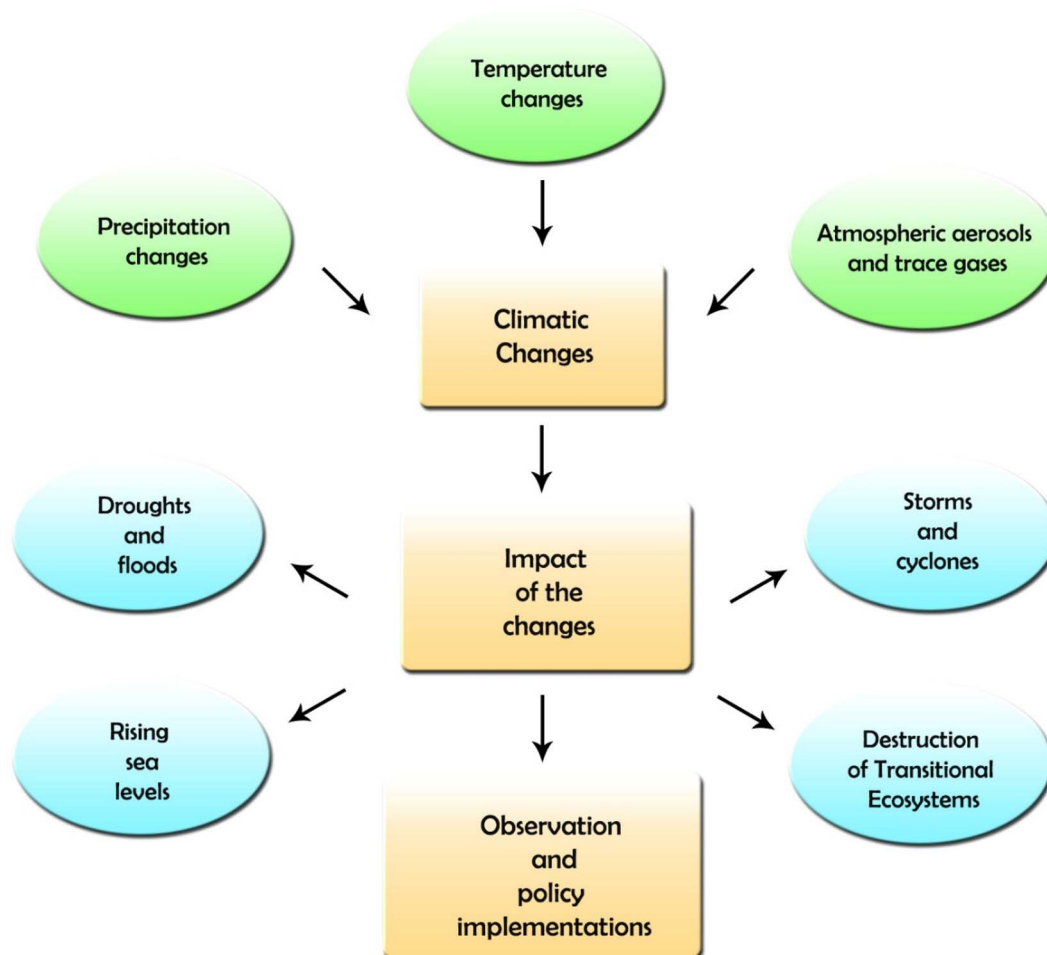 Temperature
changes
Precipitation
changes
Atmospheric aerosols
and trace gases
Climatic
Changes
Droughts
and
floods
Impact
of the
changes
Storms
and
cyclones
Rising
sea
levels
Destruction
of Transitional
Ecosystems
Observation
and
policy
implementations